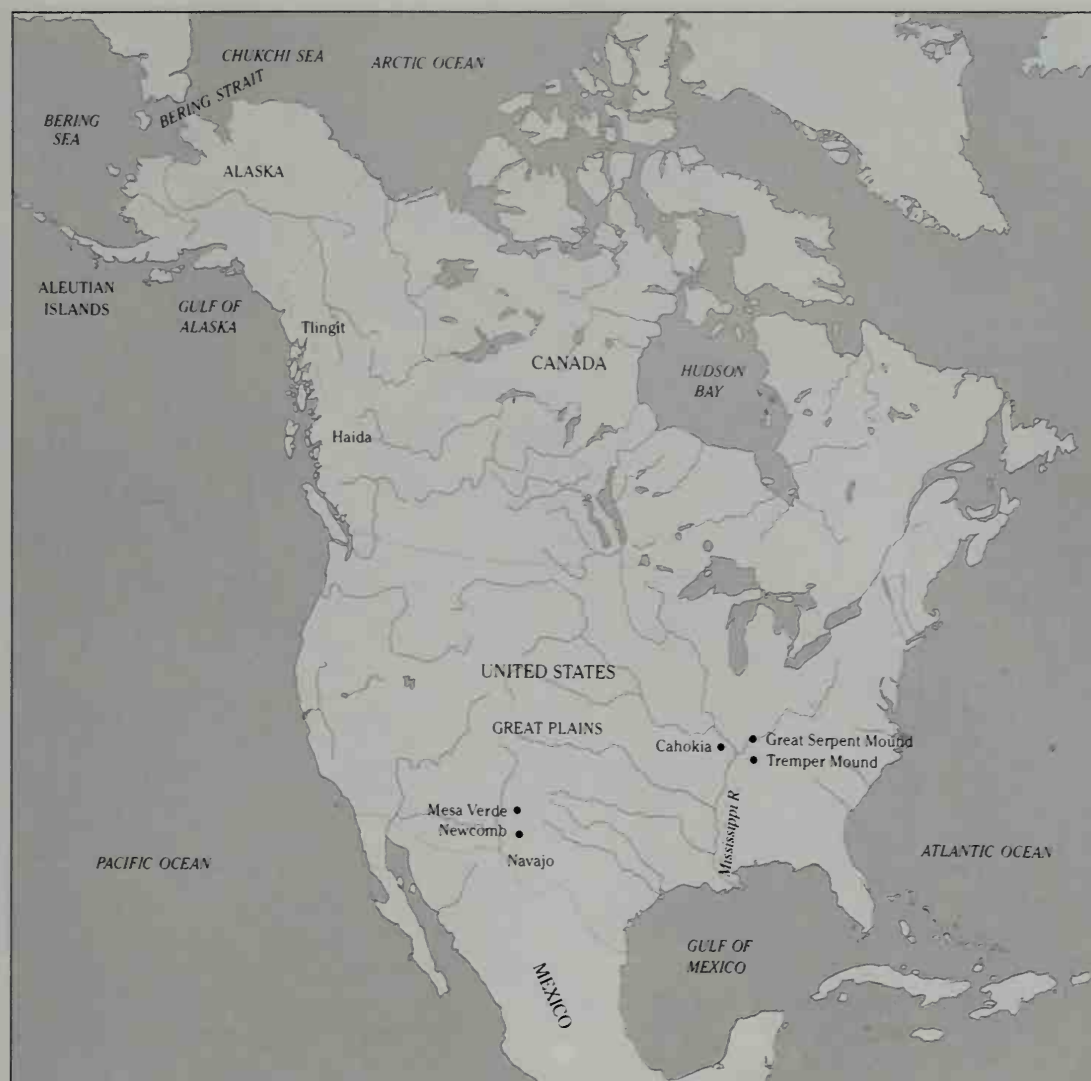 CHUKCHI SEA
ARCTIC OCEAN
BERING STRAIT
BERING
SEA
ALASKA
ALEUTIAN
ISLANDS
GULF OF
ALASKA
Tlingit
CANADA
HUDSON
BAY
Haida
UNITED STATES
GREAT PLAINS
Cahokia
Great Serpent Mound
Tremper Mound
Mesa Verde
Newcomb
Mississippi R
Navajo
PACIFIC OCEAN
ATLANTIC OCEAN
GULF OF
MEXICO
MEXICO